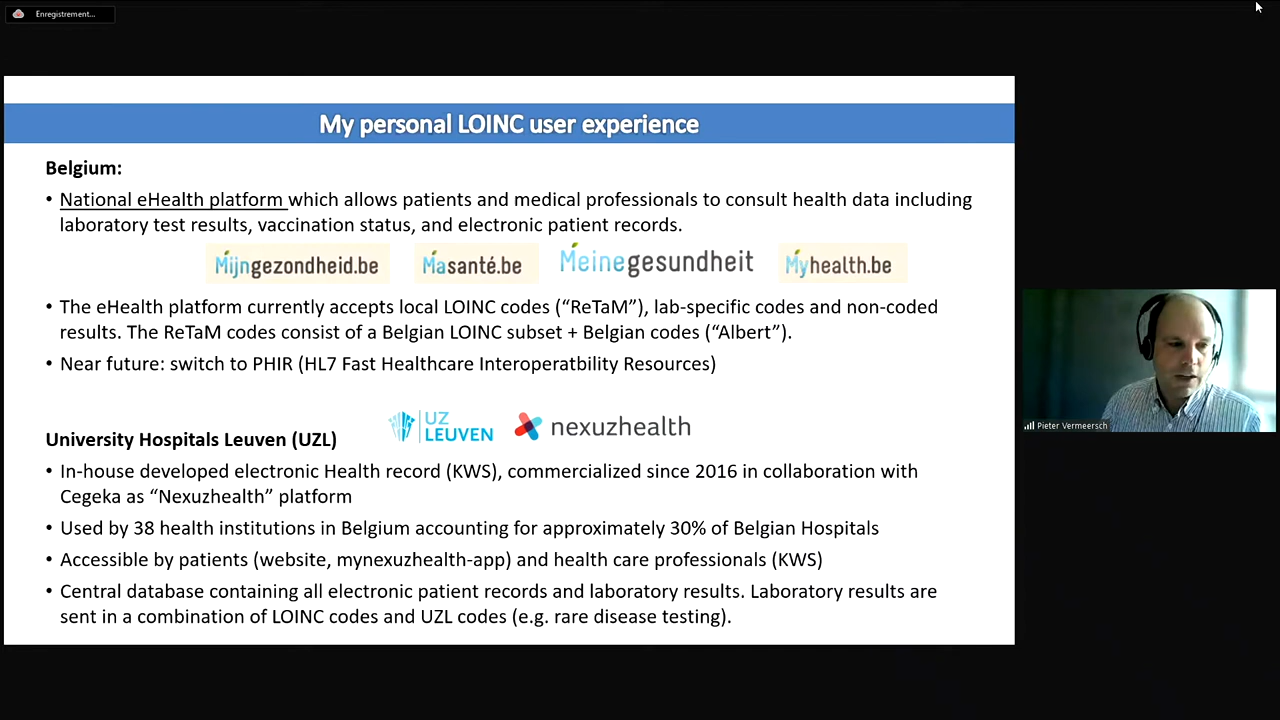 Enregistrement...
My personal LOINC user experience
Belgium:
• National eHealth platform which allows patients and medical professionals to consult health data including
laboratory test results, vaccination status, and electronic patient records.
Mijngezondheid.be Masanté.be Meinegesundheit Myhealth.be
• The eHealth platform currently accepts local LOINC codes (“ReTaM”), lab-specific codes and non-coded
results. The ReTaM codes consist of a Belgian LOINC subset + Belgian codes (“Albert”).
• Near future: switch to PHIR (HL7 Fast Healthcare Interoperatbility Resources)
UZ
LEUVEN
nexuzhealth
University Hospitals Leuven (UZL)
• In-house developed electronic Health record (KWS), commercialized since 2016 in collaboration with
Cegeka as “Nexuzhealth” platform
• Used by 38 health institutions in Belgium accounting for approximately 30% of Belgian Hospitals
• Accessible by patients (website, mynexuzhealth-app) and health care professionals (KWS)
• Central database containing all electronic patient records and laboratory results. Laboratory results are
sent in a combination of LOINC codes and UZL codes (e.g. rare disease testing).
Pieter Vermeersch